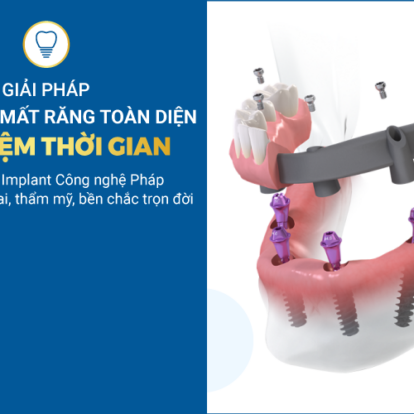 GIẢI PHÁP
MẤT RĂNG TOÀN DIỆN
ỆM THỜI GIAN
Implant Công nghệ Pháp
ai, thẩm mỹ, bền chắc trọn đời